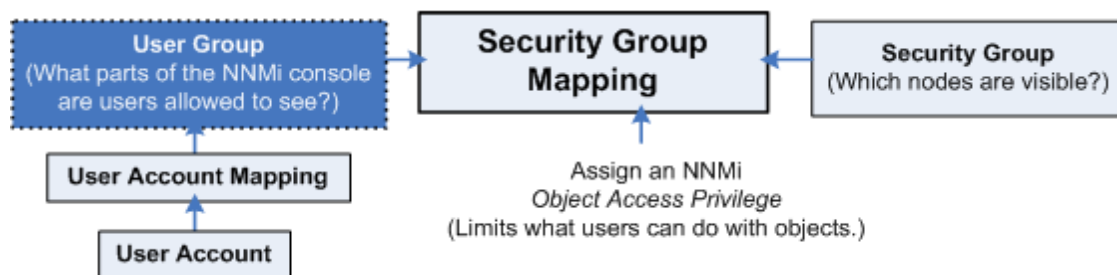 User Group
(What parts of the NNMi console
are users allowed to see?)
Security Group
Mapping
Security Group
(Which nodes are visible?)
User Account Mapping
User Account
Assign an NNMi
Object Access Privilege
(Limits what users can do with objects.)